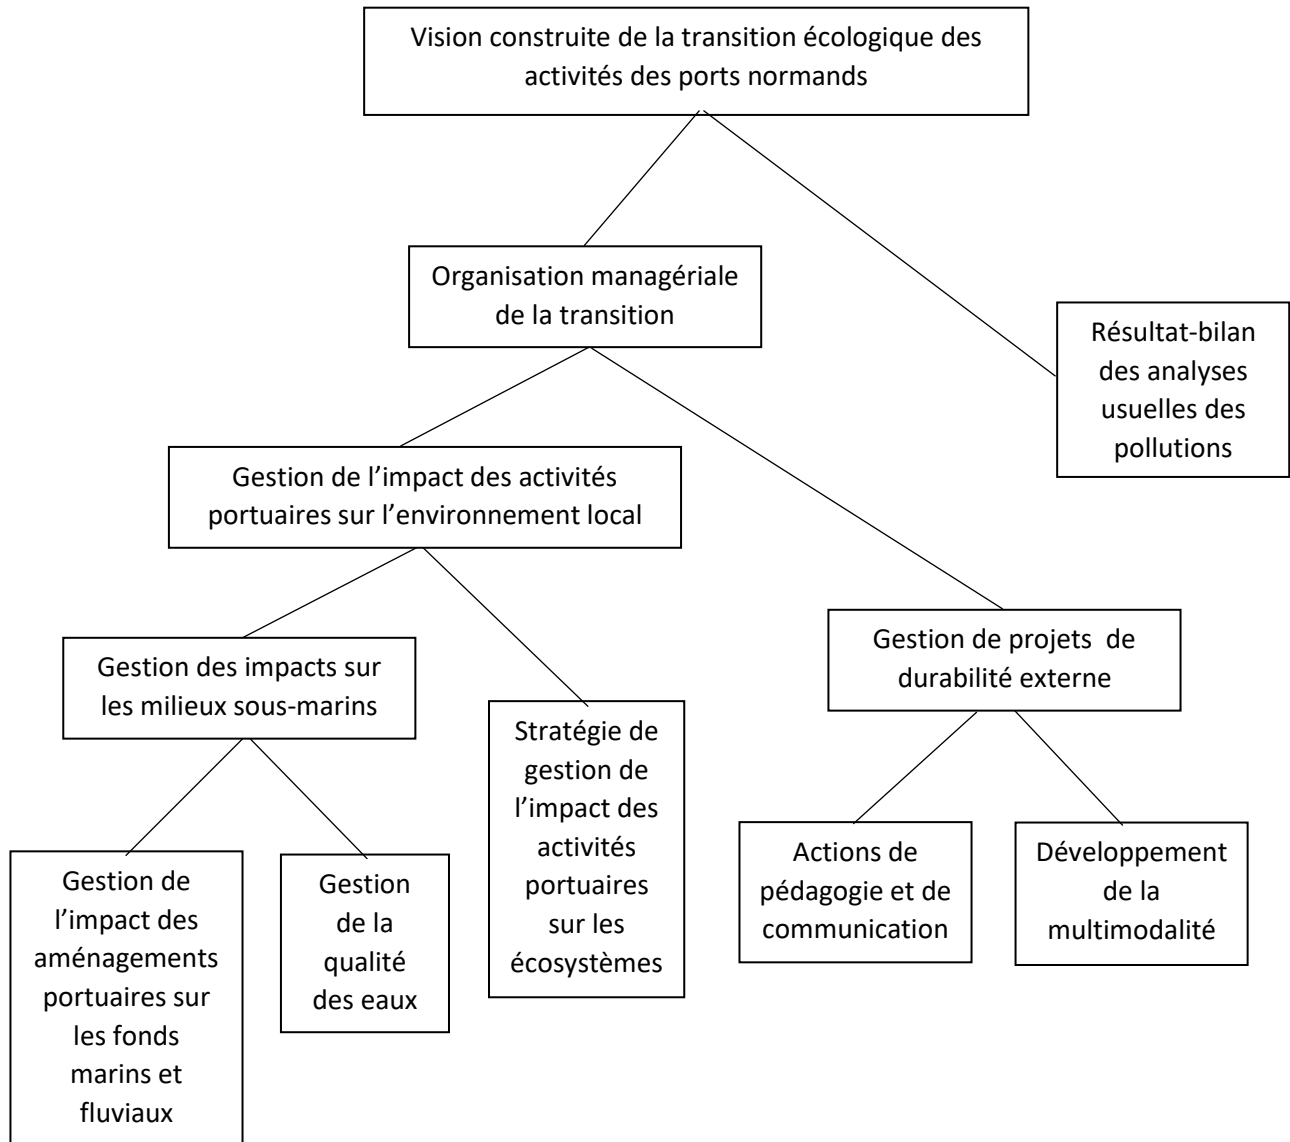 Vision construite de la transition écologique des
activités des ports normands
Organisation managériale
de la transition
Résultat-bilan
des analyses
usuelles des
pollutions
Gestion de l’impact des activités
portuaires sur l’environnement local
Gestion de projets  de
durabilité externe
Gestion des impacts sur
les milieux sous-marins
Stratégie de
gestion de
l’impact des
activités
portuaires
sur les
écosystèmes
Actions de
pédagogie et de
communication
Développement
de la
multimodalité
Gestion de
l’impact des
aménagements
portuaires sur
les fonds
marins et
fluviaux
Gestion
de la
qualité
des eaux